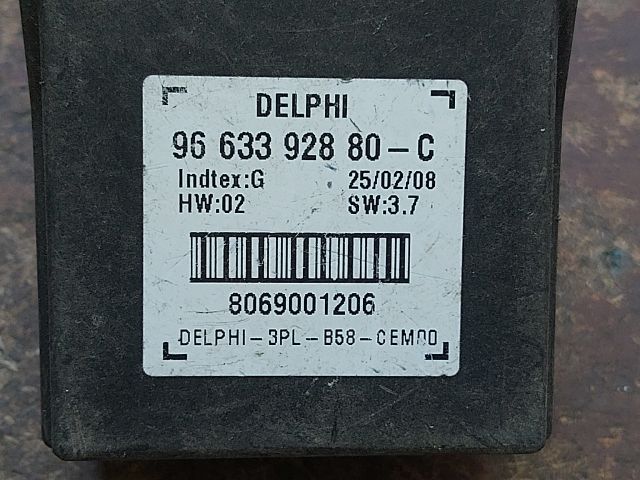 DELPHI
96 633 928 80-C
Indtex:G 25/02/08
HW:02 SW:3.7
8069001206
DELPHI-3PL-B58-CEM00